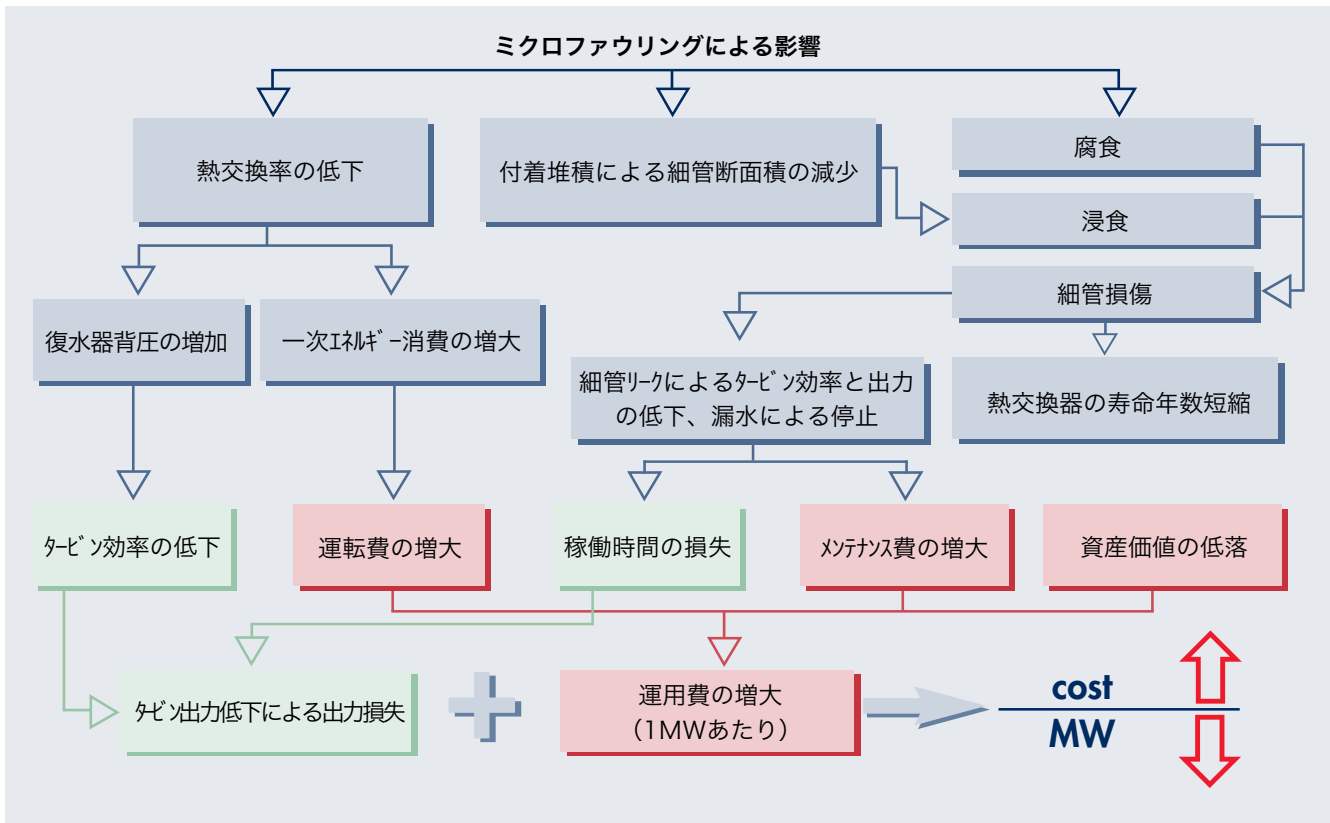 ミクロファウリングによる影響
熱交換率の低下
付着堆積による細管断面積の減少
腐食
浸食
細管損傷
復水器背圧の増加
一次ｴﾈﾙｷﾞｰ消費の増大
細管ﾘｰｸによるﾀｰﾋﾞﾝ効率と出力
の低下、漏水による停止
熱交換器の寿命年数短縮
ﾀｰﾋﾞﾝ効率の低下
運転費の増大
稼働時間の損失
ﾒﾝﾃﾅﾝｽ費の増大
資産価値の低落
ﾀﾋﾞﾝ出力低下による出力損失
運用費の増大
（1MWあたり）
cost
MW